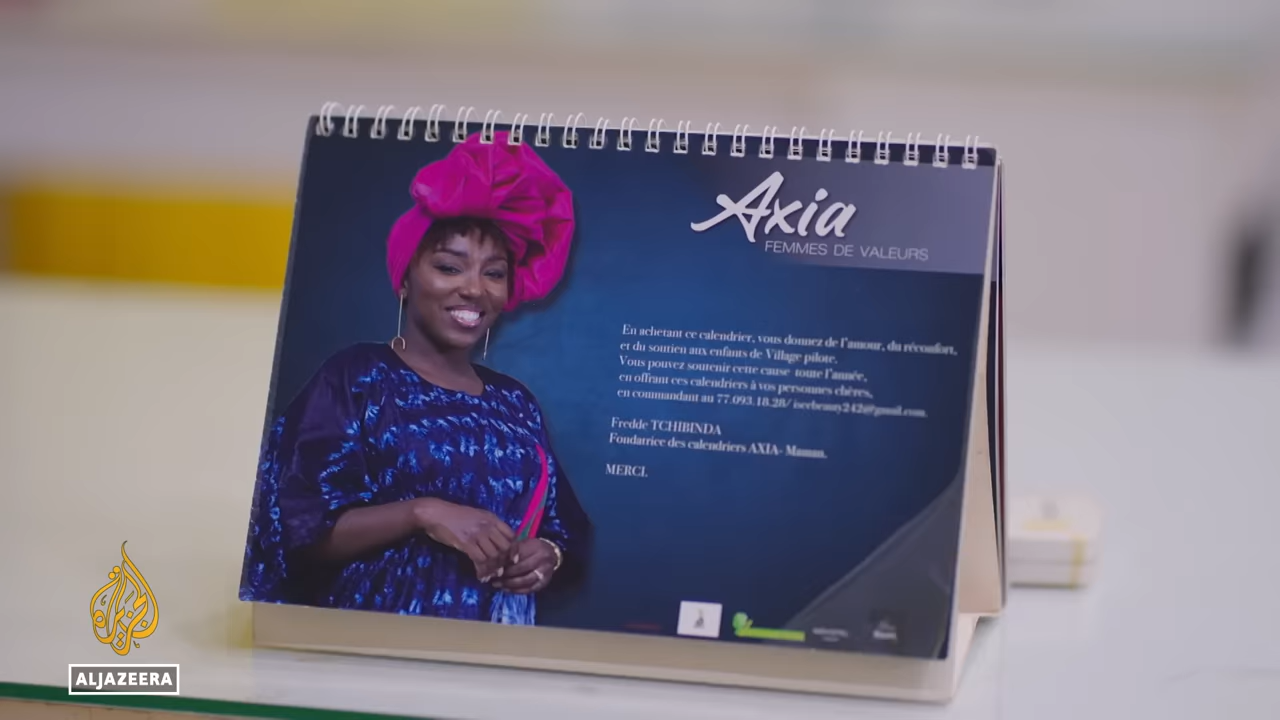 Axia
FEMMES DE VALEURS
En achetant ce calendrier, vous donnez de l'amour, du réconfort,
et du soutien aux enfants de Village pilote.
Vous pouvez soutenir cette cause toute l'année,
en offrant ces calendriers à vos personnes chères,
en commandant au 77.093.18.28/ iseebeauty242@gmail.com.
Fredde TCHIBINDA
Fondatrice des calendriers AXIA- Maman.
MERCI.
الجزيرة
ALJAZEERA